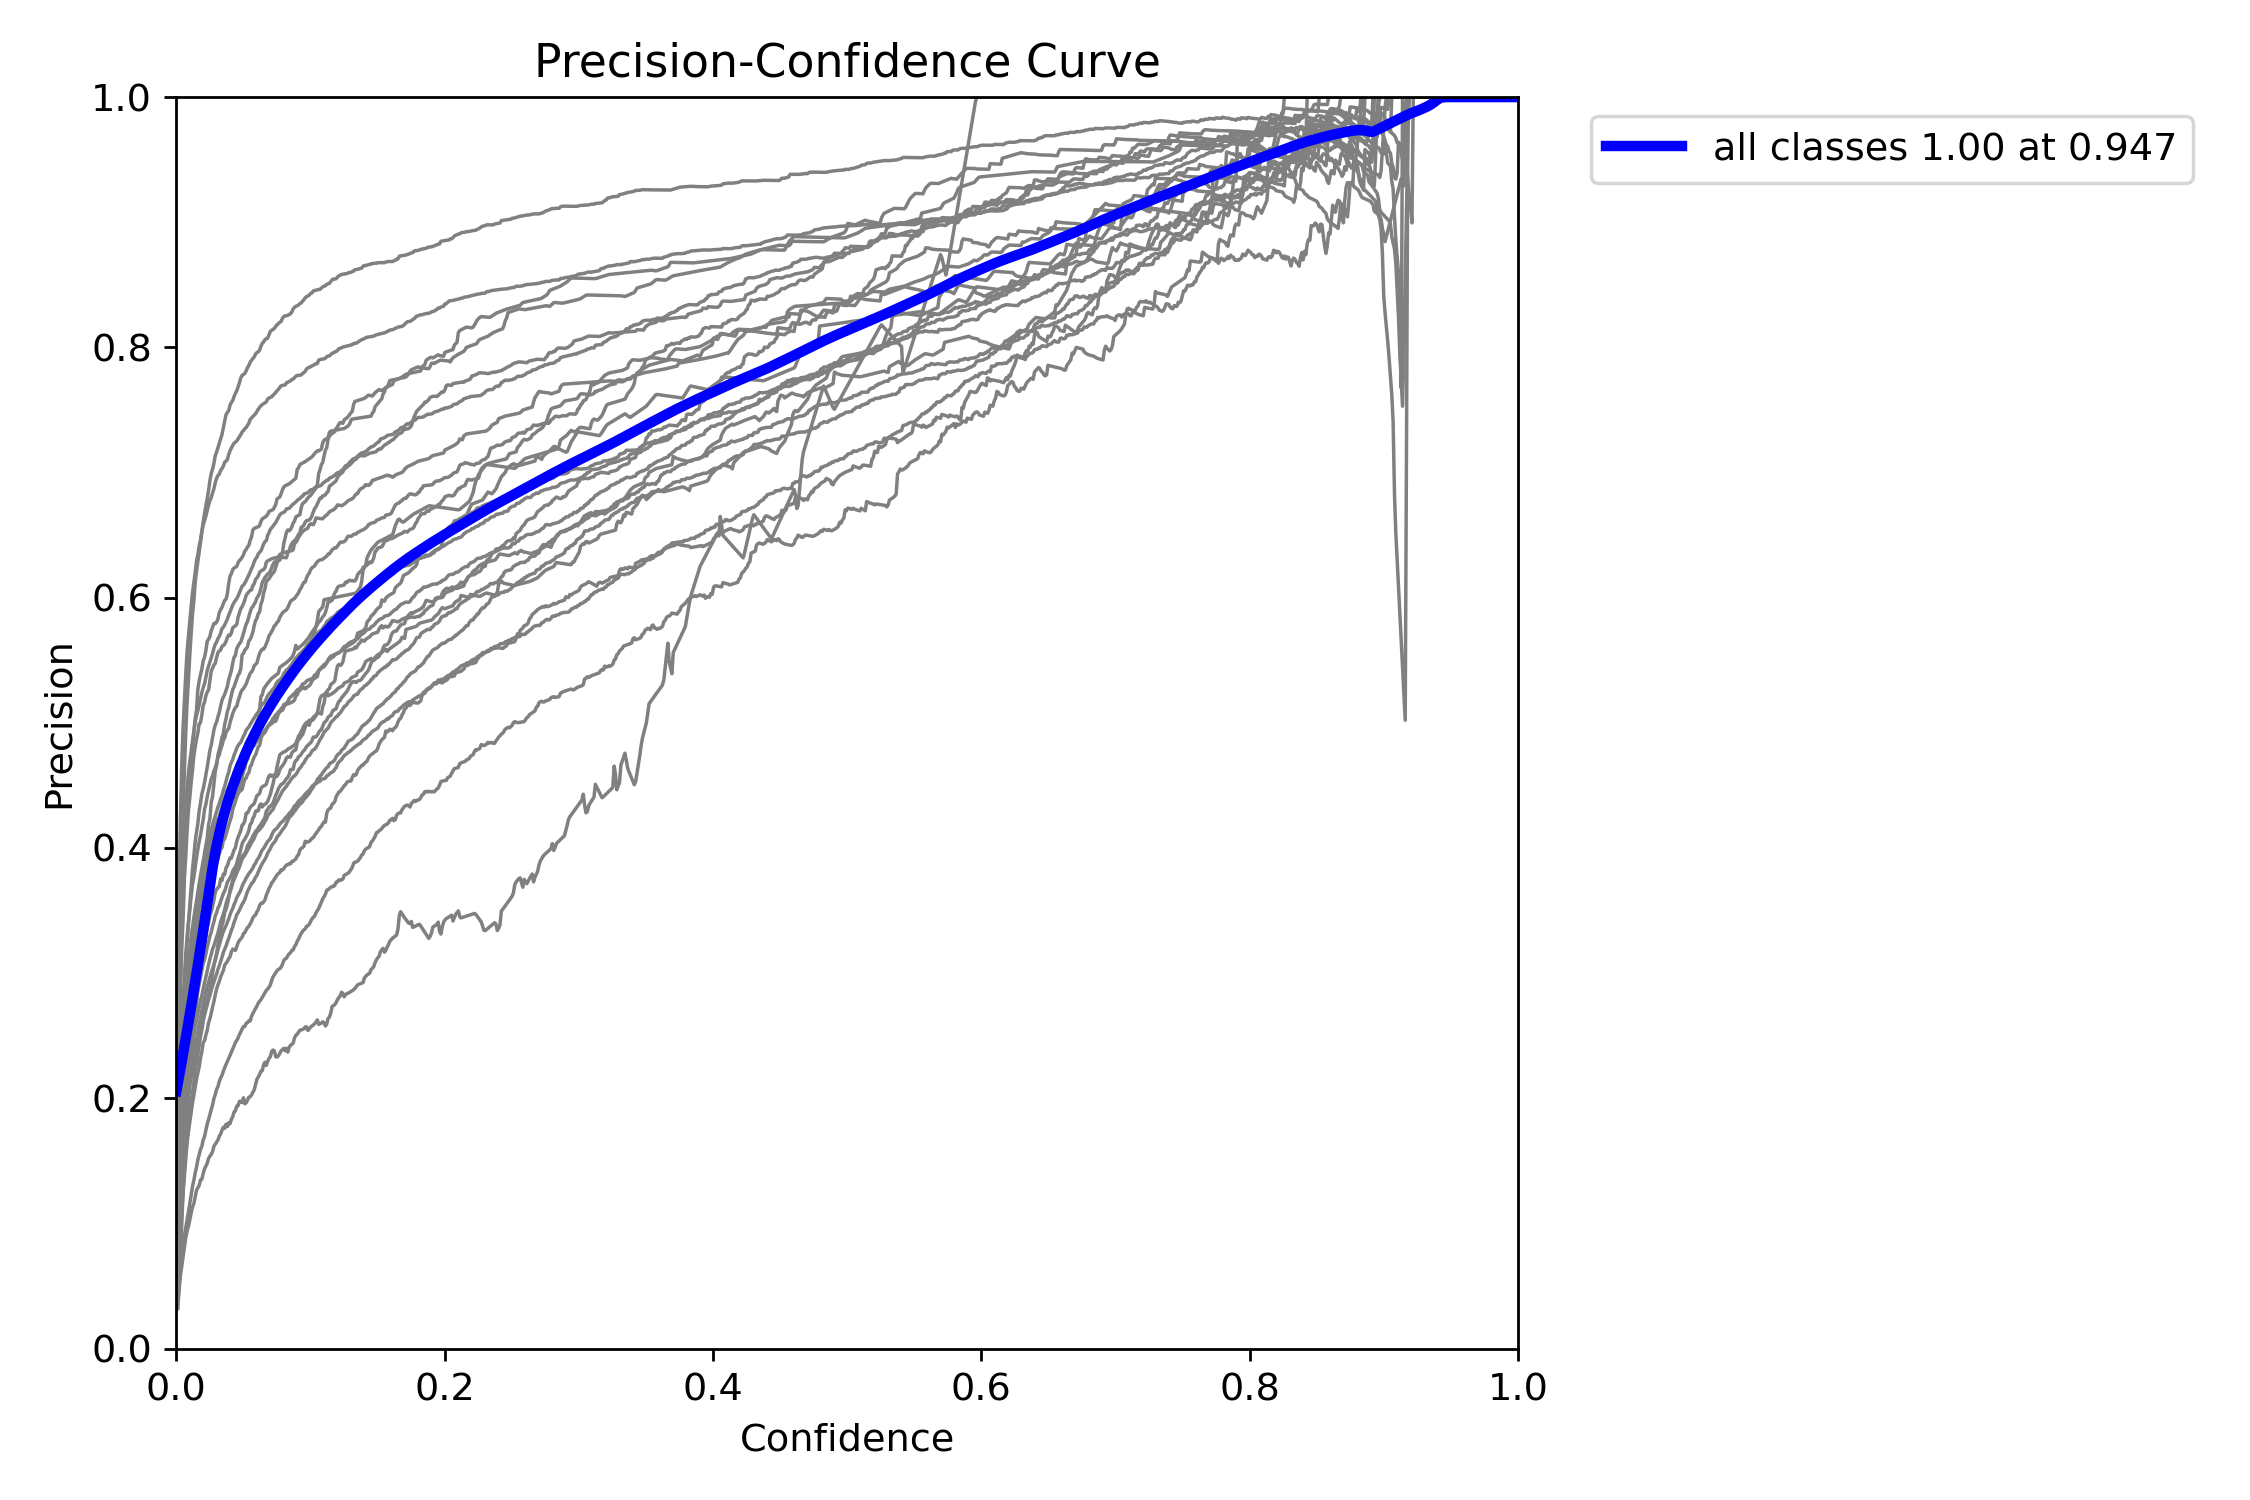 Precision-Confidence Curve
all classes 1.00 at 0.947
Precision
1.0
0.8
0.6
0.4
0.2
0.0
0.0 0.2 0.4 0.6 0.8 1.0
Confidence